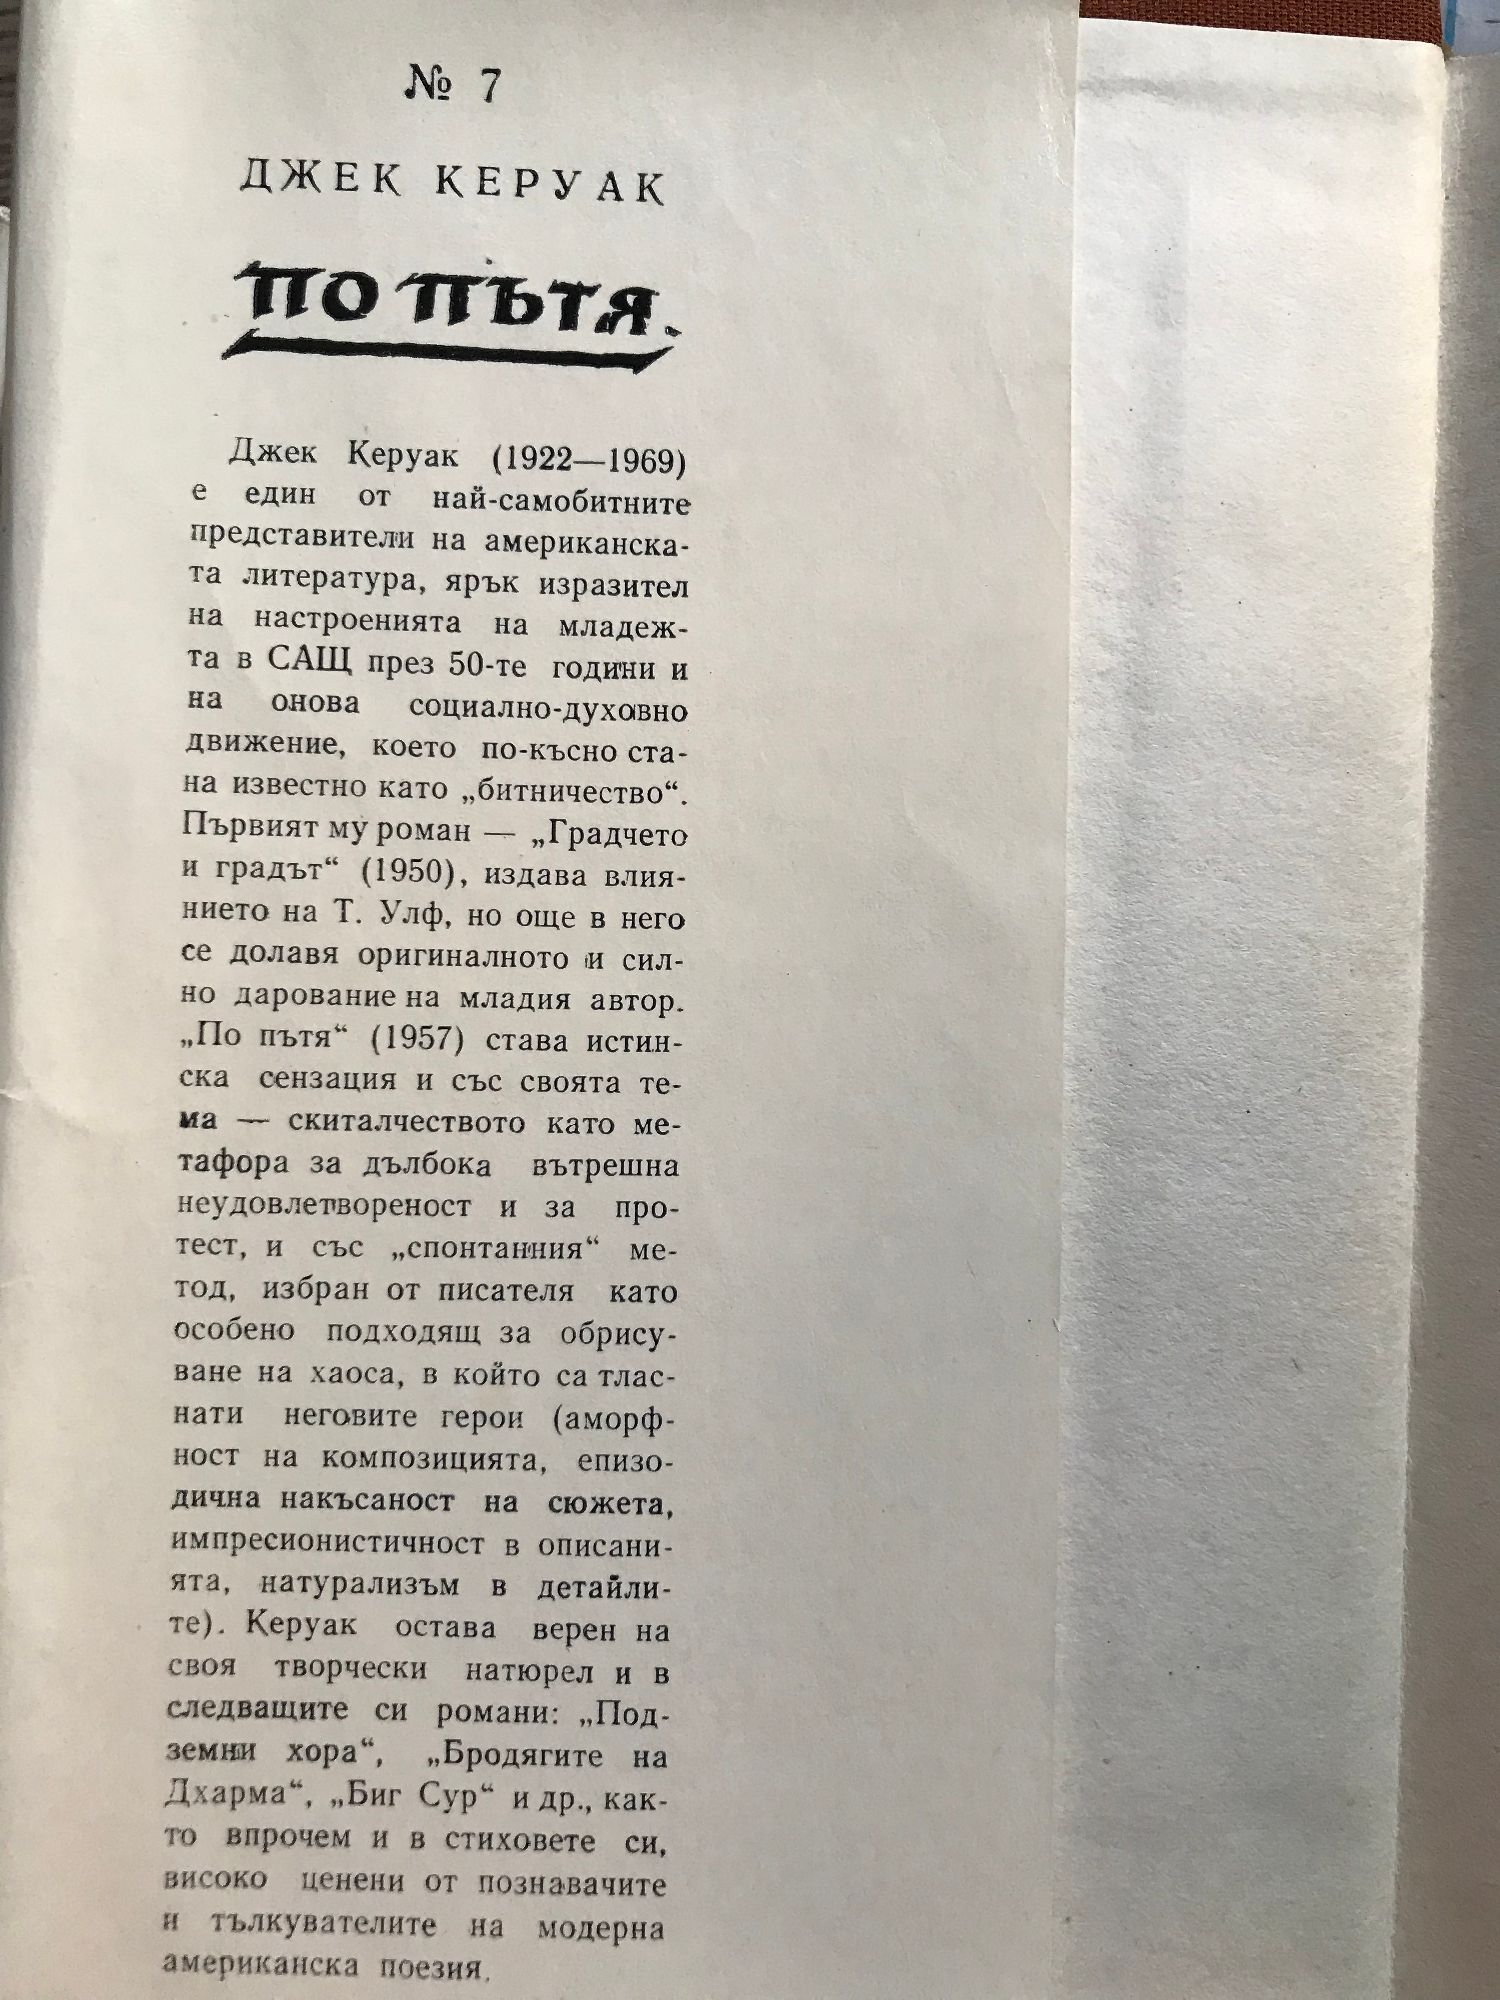 № 7
ДЖЕК КЕРУАК
ПО ПЪТЯ.
Джек Керуак (1922—1969)
е един от най-самобитните
представители на американска-
та литература, ярък изразител
на настроенията на младеж-
та в САЩ през 50-те години и
на онова социално-духовно
движение, което по-късно ста-
на известно като „битничество“.
Първият му роман — „Градчето
и градът“ (1950), издава влия-
нието на Т. Улф, но още в него
се долавя оригиналното и сил-
но дарование на младия автор.
„По пътя“ (1957) става истин-
ска сензация и със своята те-
ма — скиталчеството като ме-
тафора за дълбока вътрешна
неудовлетвореност и за про-
тест, и със „спонтанния“ ме-
тод, избран от писателя като
особено подходящ за обрису-
ване на хаоса, в който са тлас-
нати неговите герои (аморф-
ност на композицията, епизо-
дична накъсаност на сюжета,
импресионистичност в описани-
ята, натурализъм в детайли-
те). Керуак остава верен на
своя творчески натюрел и в
следващите си романи: „Под-
земни хора“, „Бродягите на
Дхарма“, „Биг Сур“ и др., как-
то впрочем и в стиховете си,
високо ценени от познавачите
и тълкувателите на модерна
американска поезия.